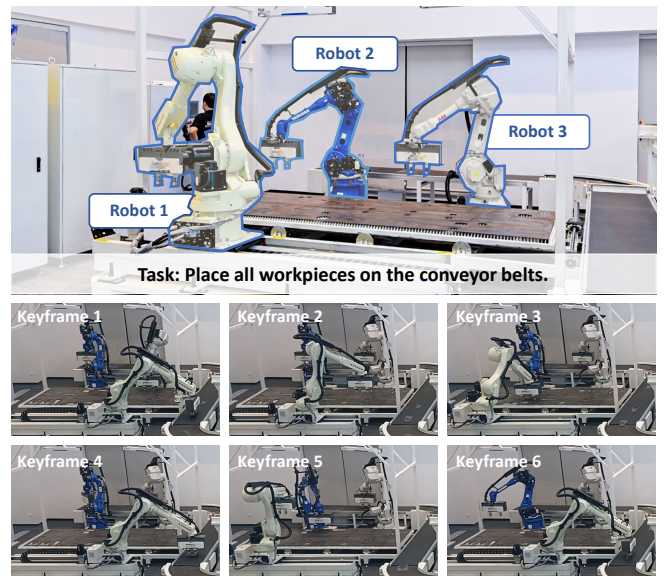 Robot 2
Robot 3
Robot 1
Task: Place all workpieces on the conveyor belts.
Keyframe 1
Keyframe 2
Keyframe 3
Keyframe 4
Keyframe 5
Keyframe 6